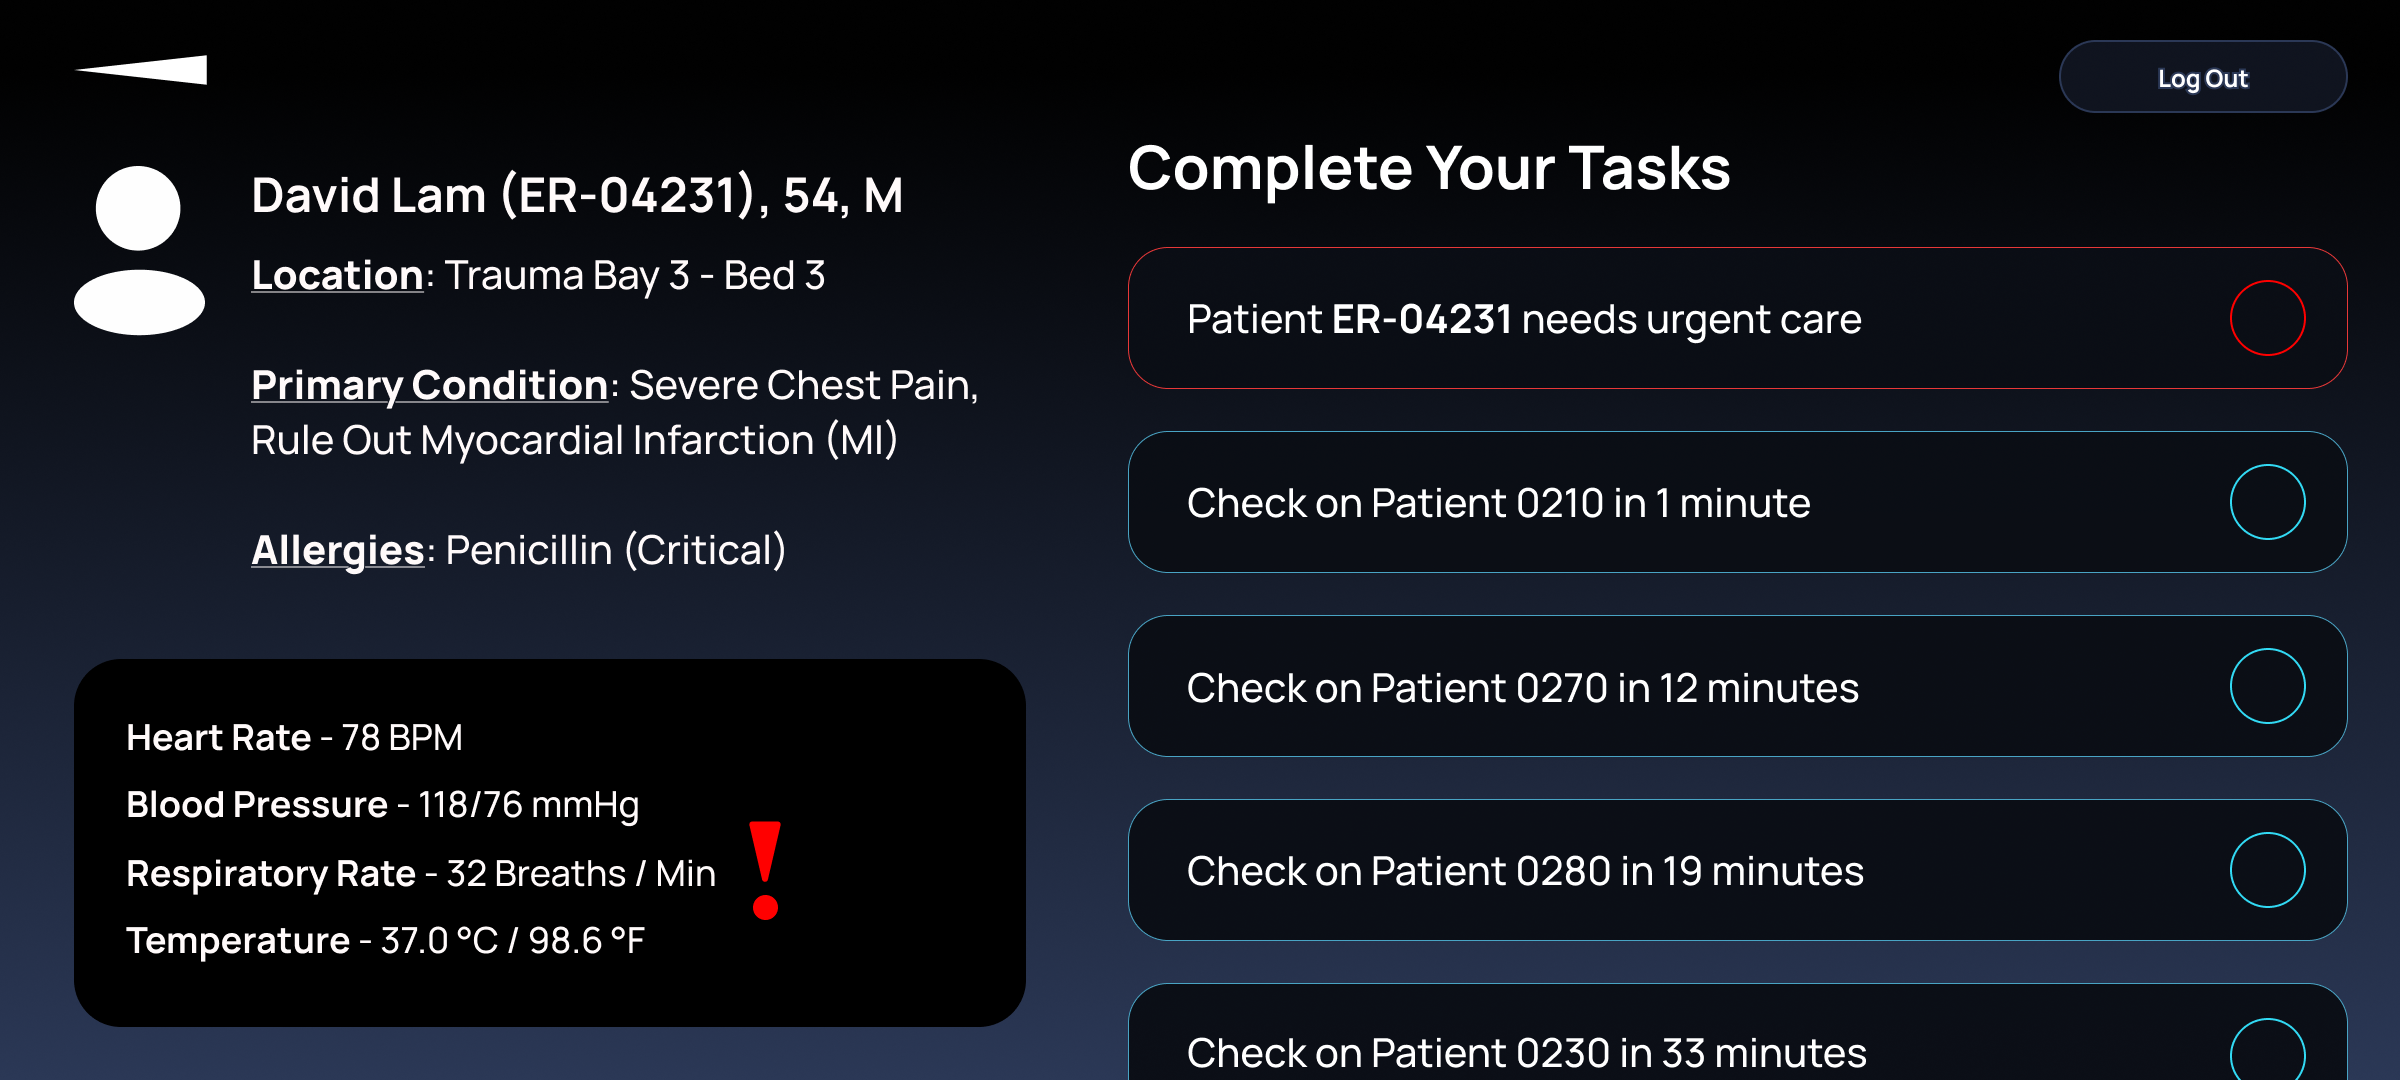 Log Out
David Lam (ER-04231), 54, M
Location: Trauma Bay 3 - Bed 3
Primary Condition: Severe Chest Pain,
Rule Out Myocardial Infarction (MI)
Allergies: Penicillin (Critical)
Heart Rate - 78 BPM
Blood Pressure - 118/76 mmHg
Respiratory Rate - 32 Breaths / Min
!
Temperature - 37.0 °C / 98.6 °F
Complete Your Tasks
Patient ER-04231 needs urgent care
Check on Patient 0210 in 1 minute
Check on Patient 0270 in 12 minutes
Check on Patient 0280 in 19 minutes
Check on Patient 0230 in 33 minutes